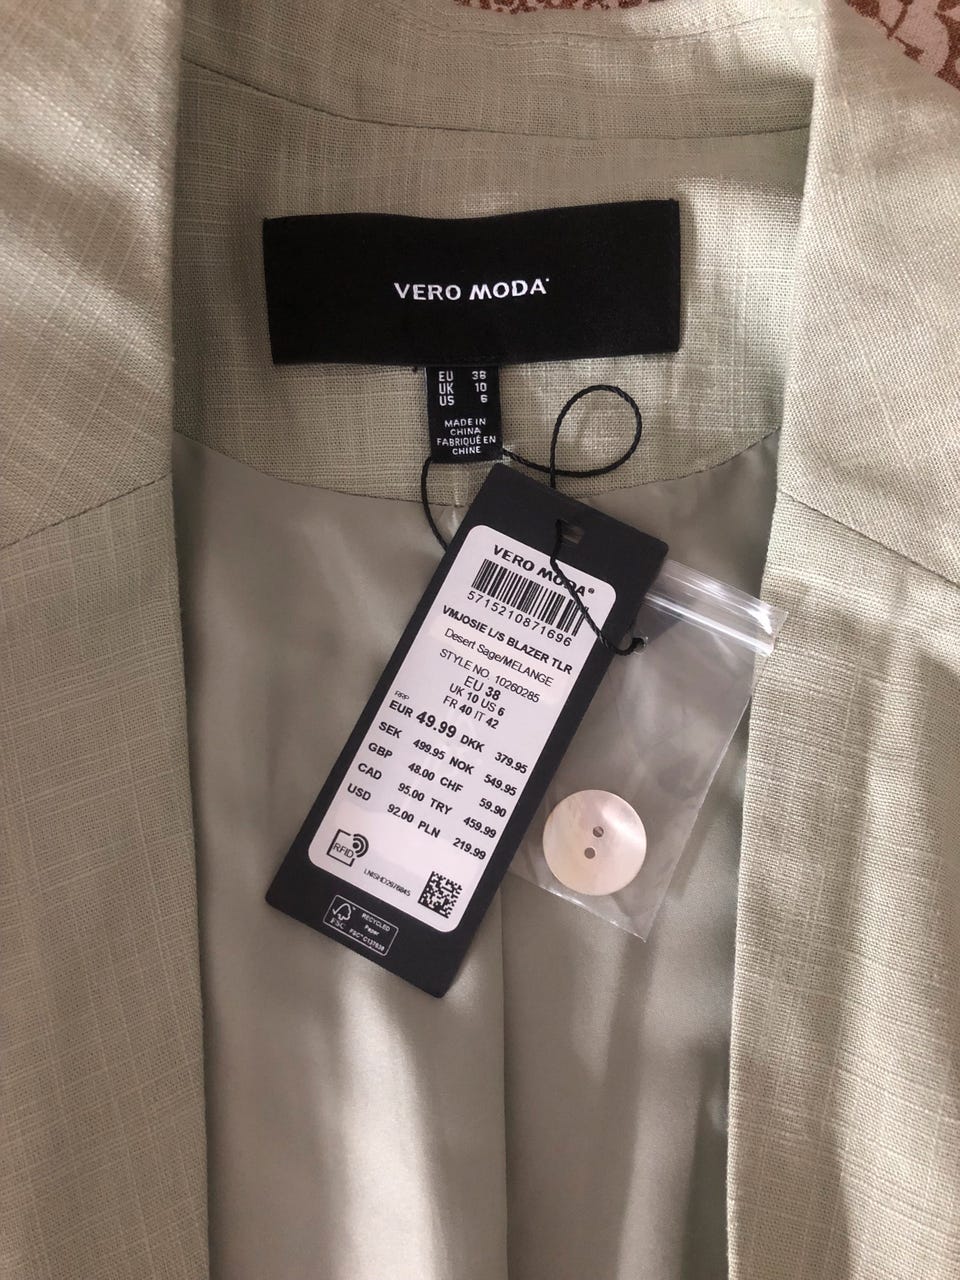 VERO MODA
EU 38
UK 10
US 6
MADE IN
CHINA
FABRIQUÉ EN
CHINE
VERO MODA®
5715210871696
VMJOSIE L/S BLAZER TLR
Desert Sage/MELANGE
STYLE NO. 10260285
EU 38
UK 10 US 6
FR 40 IT 42
RRP
EUR 49.99 DKK 379.95
SEK 499.95 NOK 549.95
GBP 48.00 CHF 59.90
CAD 95.00 TRY 459.99
USD 92.00 PLN 219.99
RFID
FSC
RECYCLED
Paper